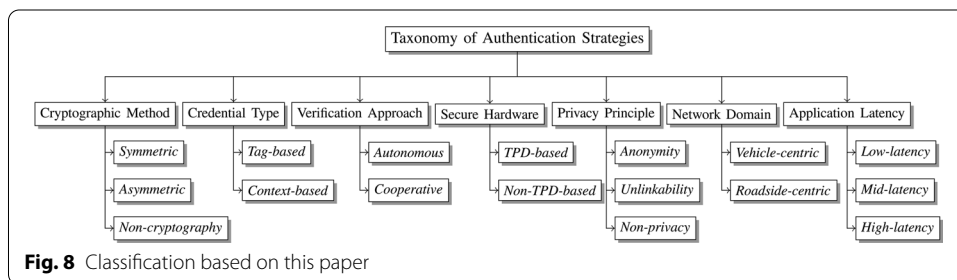 Taxonomy of Authentication Strategies
Cryptographic Method Credential Type Verification Approach Secure Hardware Privacy Principle Network Domain Application Latency
Symmetric Tag-based Autonomous TPD-based Anonymity Vehicle-centric Low-latency
Asymmetric Context-based Cooperative Non-TPD-based Unlinkability Roadside-centric Mid-latency
Non-cryptography Non-privacy High-latency
Fig. 8 Classification based on this paper